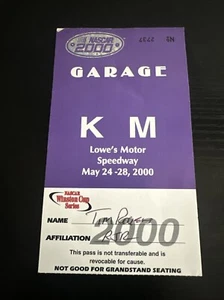 NASCAR
2000
GARAGE
K M
Lowe's Motor
Speedway
May 24-28, 2000
NASCAR
Winston Cup
Series
NAME
AFFILIATION
2000
This pass is not transferable and is
revocable for cause.
NOT GOOD FOR GRANDSTAND SEATING